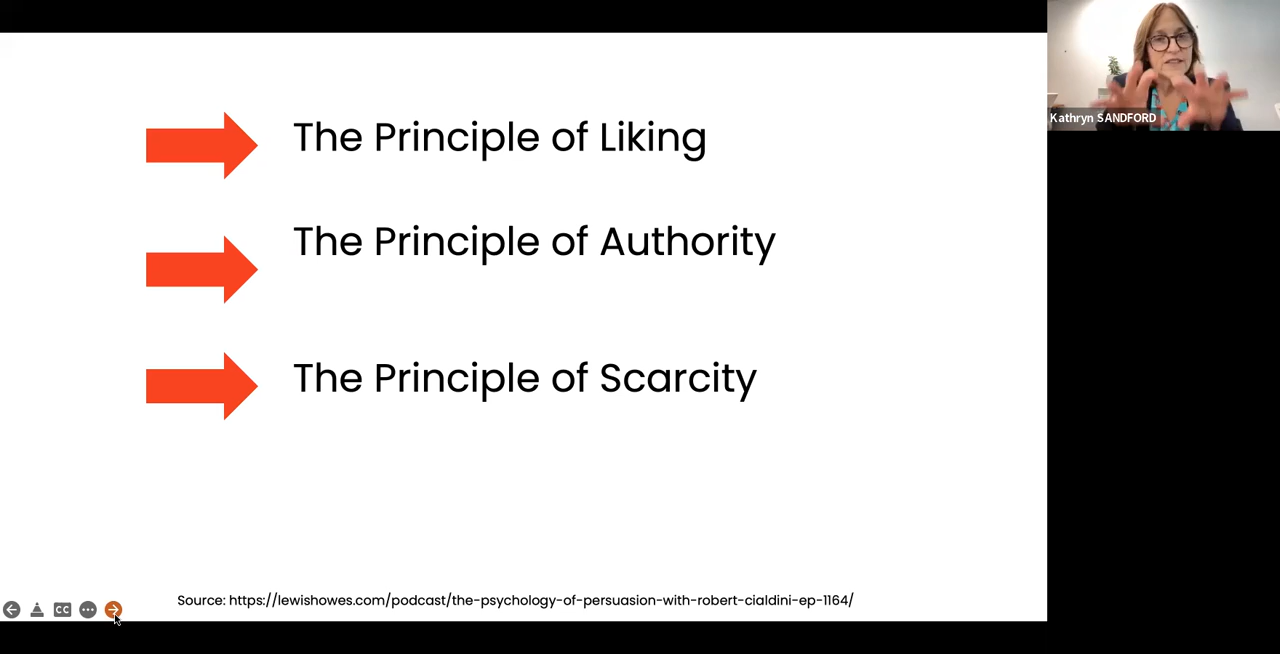 The Principle of Liking
The Principle of Authority
The Principle of Scarcity
Source: https://lewishowes.com/podcast/the-psychology-of-persuasion-with-robert-cialdini-ep-1164/
CC
Kathryn SANDFORD